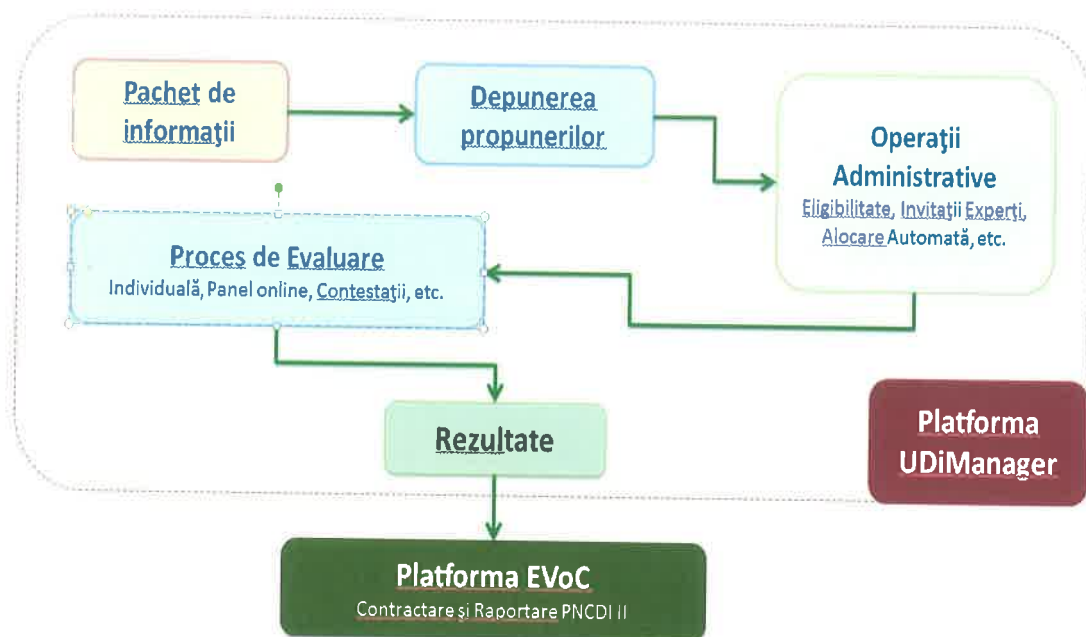 Pachet de
informaţii
Depunerea
propunerilor
Operaţii
Administrative
Eligibilitate, Invitaţii Experţi,
Alocare Automată, etc.
Proces de Evaluare
Individuală, Panel online, Contestaţii, etc.
Rezultate
Platforma
UDiManager
Platforma EVoC
Contractare şi Raportare PNCDI II